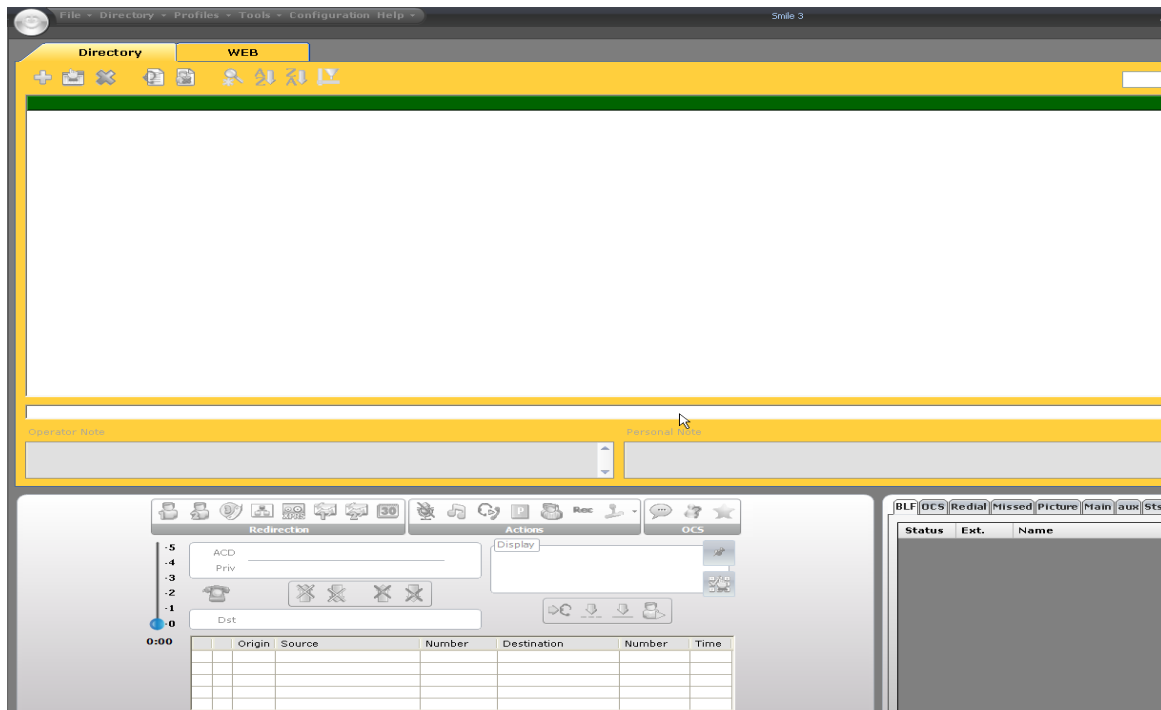 File - Directory - Profiles - Tools - Configuration Help -
Smile 3
Directory
WEB
Operator Note
Personal Note
30
P
Rec
Redirection
Actions
OCS
BLF OCS Redial Missed Picture Main aux Sts
Status Ext. Name
-5
-4
-3
-2
-1
-0
0:00
ACD
Priv
Display
Dst
Origin Source Number Destination Number Time